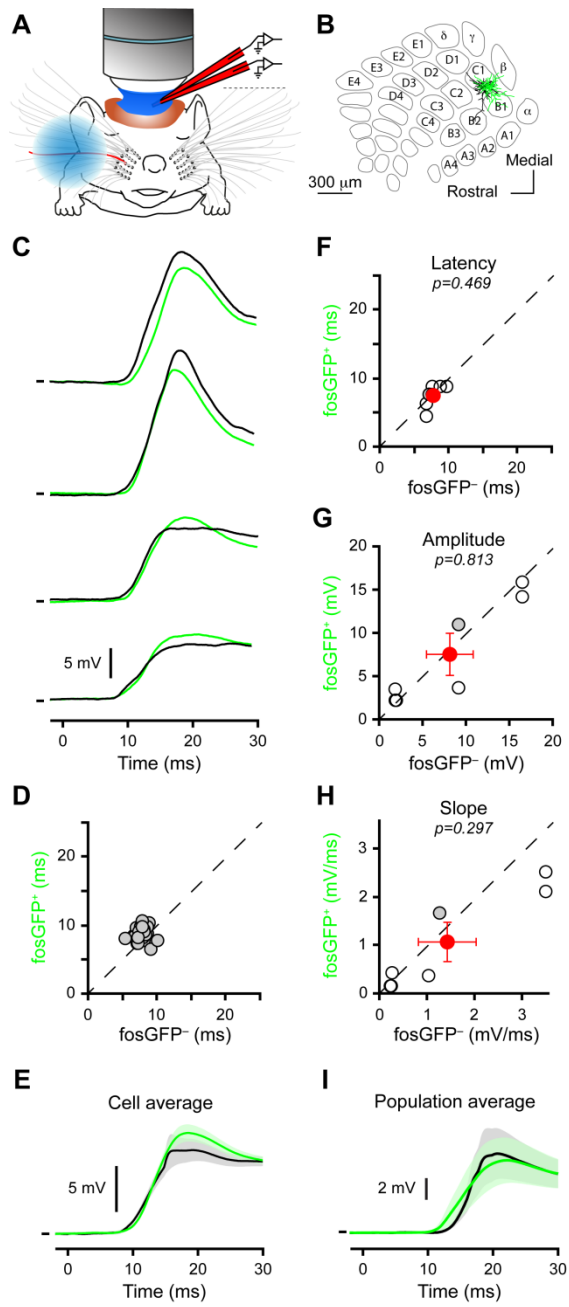 A
B
E1
δ
γ
E2
D1
β
E3
D2
C1
E4
D3
C2
B1
D4
C3
α
C4
B2
B3
A1
A2
A3
A4
300 μm
Medial
Rostral
C
5 mV
0
10
20
30
Time (ms)
D
fosGFP⁺ (ms)
25
20
10
0
0
10
20
fosGFP⁻ (ms)
E
Cell average
5 mV
0
10
20
30
Time (ms)
F
Latency
p=0.469
fosGFP⁺ (ms)
20
10
0
0
10
20
fosGFP⁻ (ms)
G
Amplitude
p=0.813
fosGFP⁺ (mV)
20
15
10
5
0
0
5
10
15
20
fosGFP⁻ (mV)
H
Slope
p=0.297
fosGFP⁺ (mV/ms)
3
2
1
0
0
1
2
3
fosGFP⁻ (mV/ms)
I
Population average
2 mV
0
10
20
30
Time (ms)